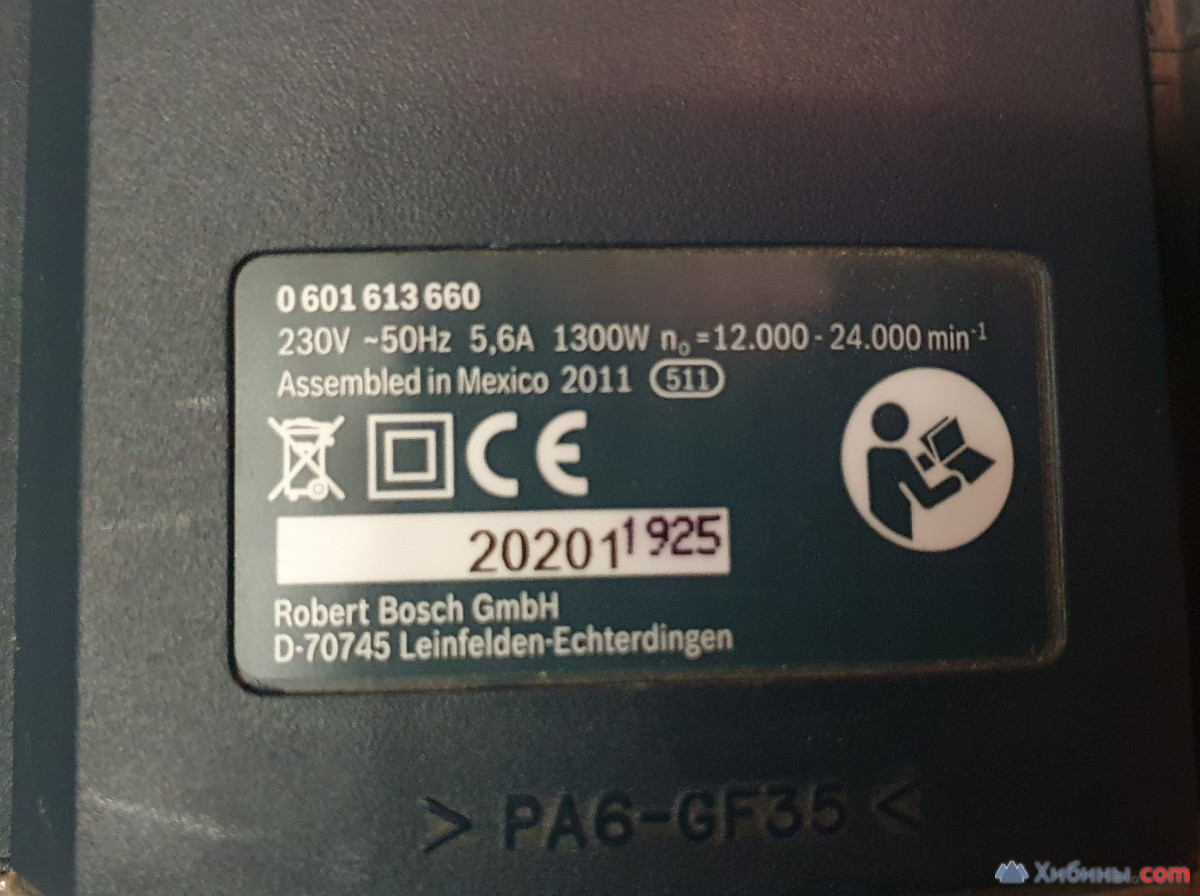 0 601 613 660
230V ~50Hz 5,6A 1300W n₀ =12.000 - 24.000 min⁻¹
Assembled in Mexico 2011 511
CE
202011925
Robert Bosch GmbH
D-70745 Leinfelden-Echterdingen
> PA6-GF35 <
Хибины.com